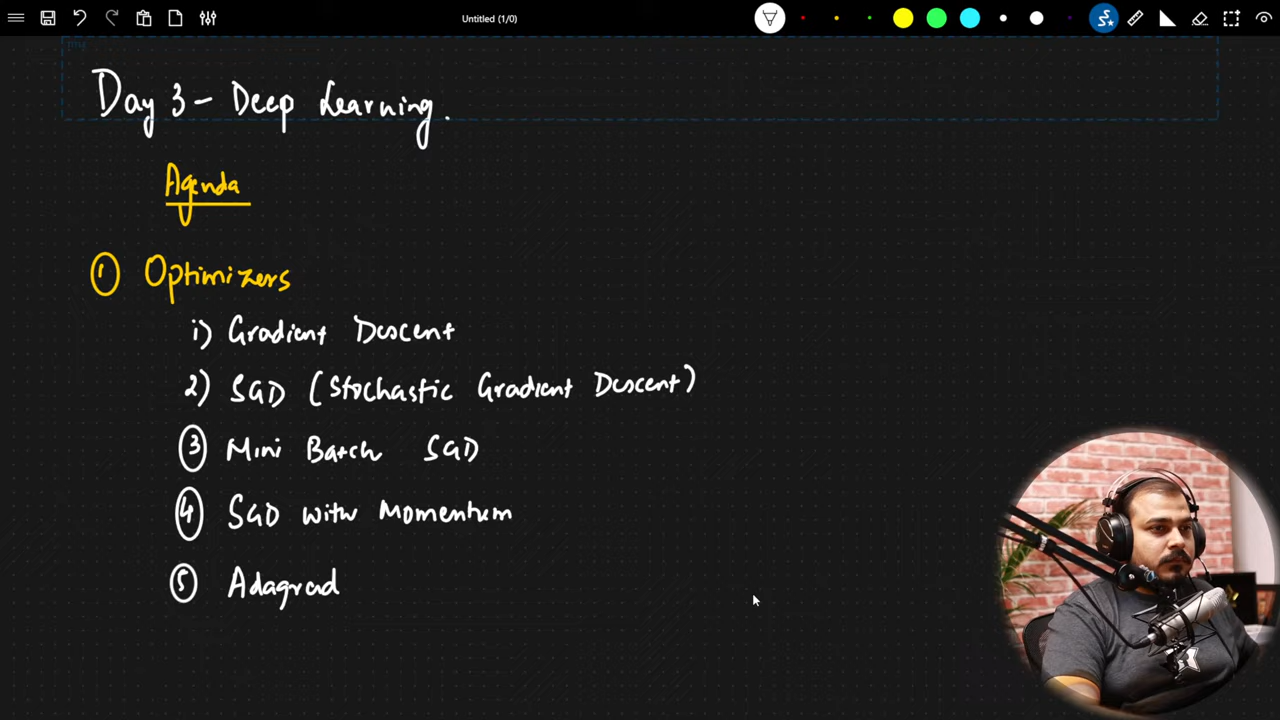 Untitled (1/0)
Day 3 - Deep Learning.
Agenda
① Optimizers
i) Gradient Descent
2) SGD (Stochastic Gradient Descent)
③ Mini Batch SGD
④ SGD with Momentum
⑤ Adagrad